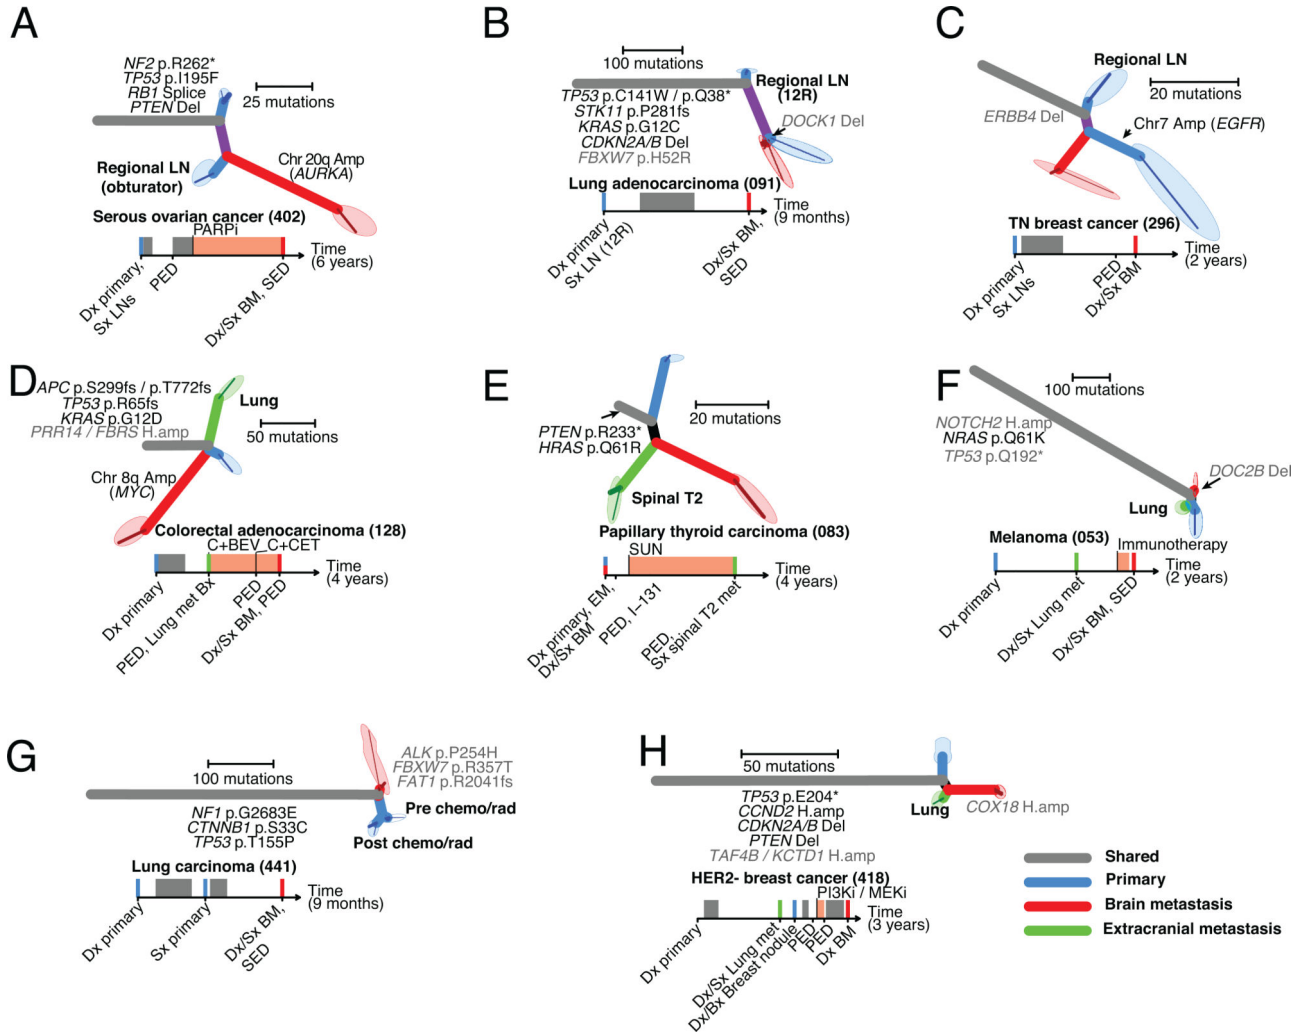 A
NF2 p.R262*
TP53 p.I195F
RB1 Splice
PTEN Del
25 mutations
Regional LN
(obturator)
Chr 20q Amp
(AURKA)
Serous ovarian cancer (402)
PARPi
Time
(6 years)
Dx primary,
Sx LNs
PED
Dx/Sx BM, SED
B
100 mutations
Regional LN
(12R)
TP53 p.C141W / p.Q38*
STK11 p.P281fs
KRAS p.G12C
CDKN2A/B Del
FBXW7 p.H52R
DOCK1 Del
Lung adenocarcinoma (091)
Time
(9 months)
Dx primary
Sx LN (12R)
Dx/Sx BM,
SED
C
Regional LN
20 mutations
ERBB4 Del
Chr7 Amp (EGFR)
TN breast cancer (296)
Time
(2 years)
Dx primary
Sx LNs
PED
Dx/Sx BM
D
APC p.S299fs / p.T772fs
TP53 p.R65fs
KRAS p.G12D
PRR14 / FBRS H.amp
Lung
50 mutations
Chr 8q Amp
(MYC)
Colorectal adenocarcinoma (128)
C+BEV
C+CET
Time
(4 years)
Dx primary
PED, Lung met Bx
PED
Dx/Sx BM, PED
E
20 mutations
PTEN p.R233*
HRAS p.Q61R
Spinal T2
Papillary thyroid carcinoma (083)
SUN
Time
(4 years)
Dx primary, EM,
Dx/Sx BM
PED, I-131
PED,
Sx spinal T2 met
F
100 mutations
NOTCH2 H.amp
NRAS p.Q61K
TP53 p.Q192*
DOC2B Del
Lung
Melanoma (053)
Immunotherapy
Time
(2 years)
Dx primary
Dx/Sx Lung met
Dx/Sx BM, SED
G
100 mutations
ALK p.P254H
FBXW7 p.R357T
FAT1 p.R2041fs
NF1 p.G2683E
CTNNB1 p.S33C
TP53 p.T155P
Pre chemo/rad
Post chemo/rad
Lung carcinoma (441)
Time
(9 months)
Dx primary
Sx primary
Dx/Sx BM,
SED
H
50 mutations
TP53 p.E204*
CCND2 H.amp
CDKN2A/B Del
PTEN Del
TAF4B / KCTD1 H.amp
Lung
COX18 H.amp
HER2- breast cancer (418)
PI3Ki / MEKi
Time
(3 years)
Dx primary
Dx/Sx Lung met
Dx/Bx Breast nodule
PED
PED
Dx BM
Shared
Primary
Brain metastasis
Extracranial metastasis